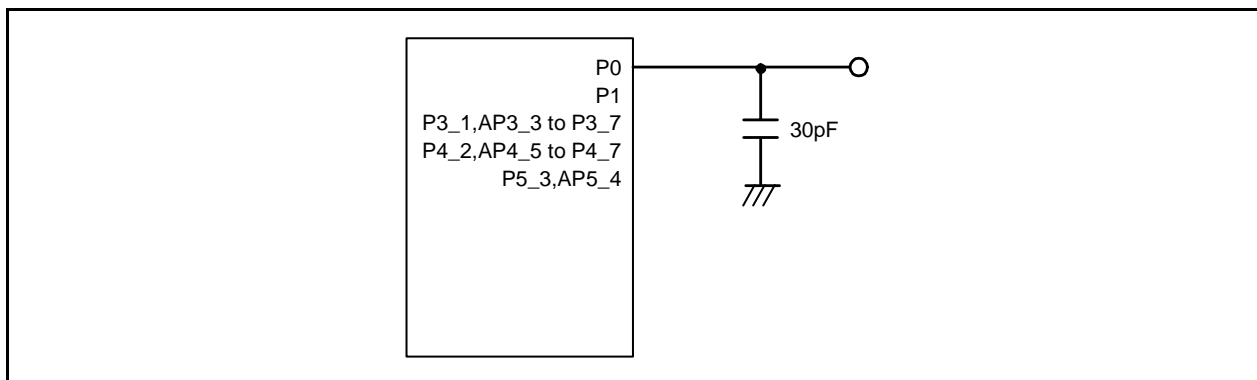 P0
P1
P3_1,AP3_3 to P3_7
P4_2,AP4_5 to P4_7
P5_3,AP5_4
30pF